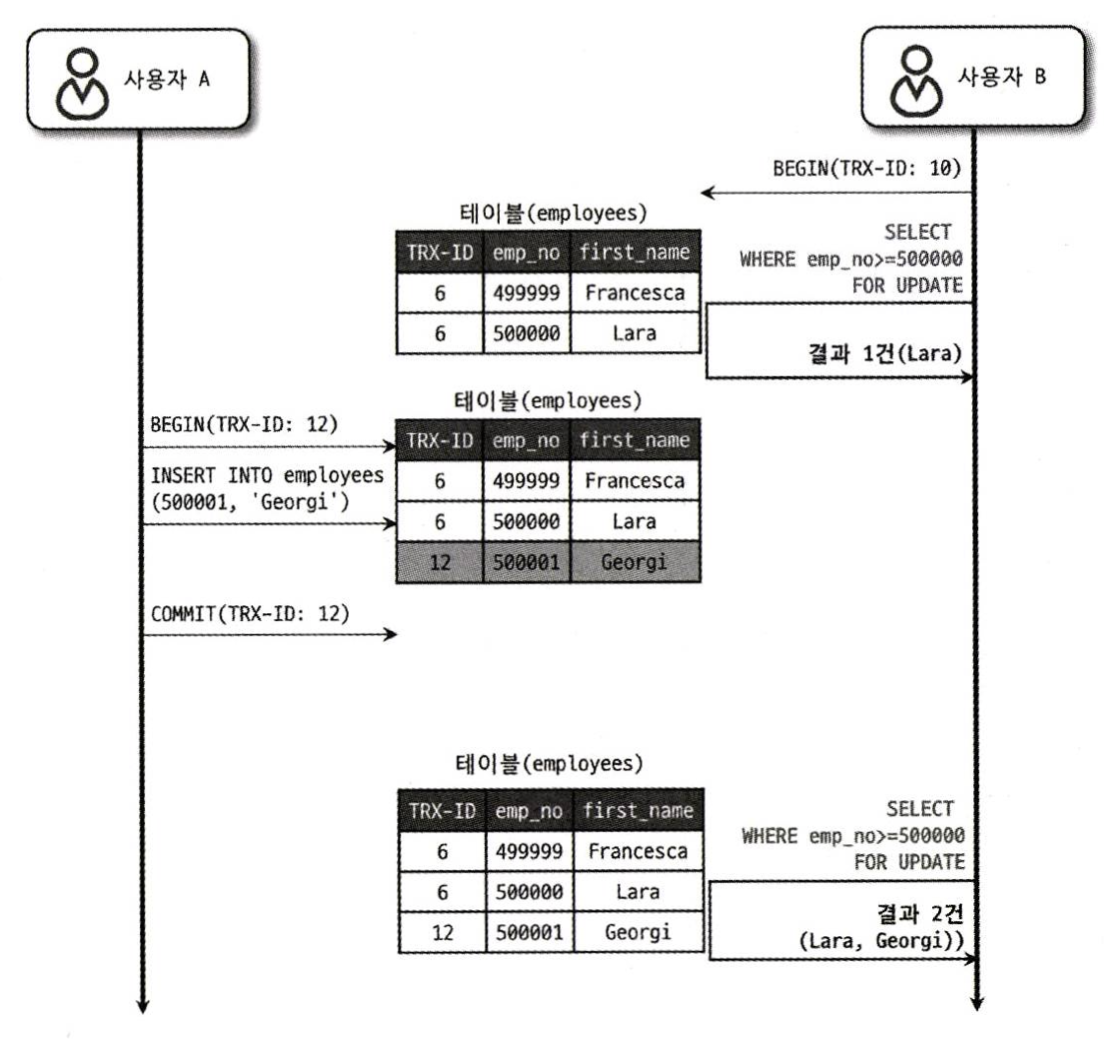 사용자 A
사용자 B
BEGIN(TRX-ID: 10)
테이블(employees)
TRX-ID emp_no first_name
6 499999 Francesca
6 500000 Lara
SELECT
WHERE emp_no>=500000
FOR UPDATE
결과 1건(Lara)
BEGIN(TRX-ID: 12)
INSERT INTO employees
(500001, 'Georgi')
테이블(employees)
TRX-ID emp_no first_name
6 499999 Francesca
6 500000 Lara
12 500001 Georgi
COMMIT(TRX-ID: 12)
테이블(employees)
TRX-ID emp_no first_name
6 499999 Francesca
6 500000 Lara
12 500001 Georgi
SELECT
WHERE emp_no>=500000
FOR UPDATE
결과 2건
(Lara, Georgi))